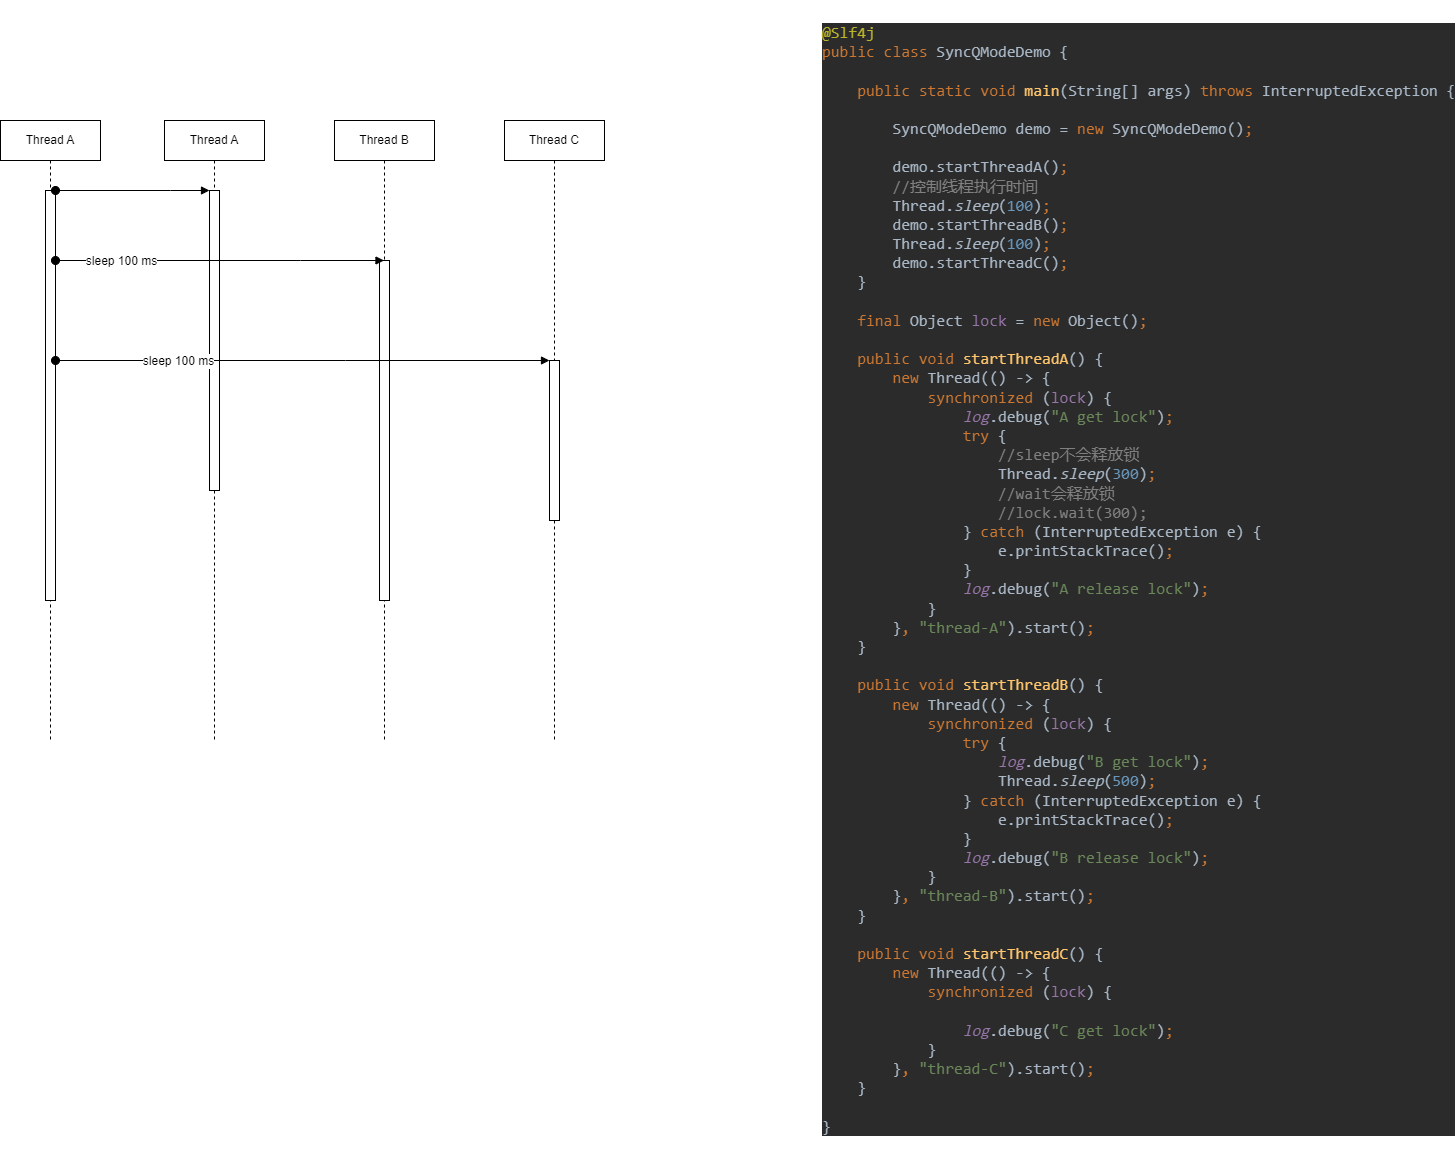 Thread A
Thread A
Thread B
Thread C
sleep 100 ms
sleep 100 ms
@Slf4j
public class SyncQModeDemo {
    public static void main(String[] args) throws InterruptedException {
        SyncQModeDemo demo = new SyncQModeDemo();
        demo.startThreadA();
        //控制线程执行时间
        Thread.sleep(100);
        demo.startThreadB();
        Thread.sleep(100);
        demo.startThreadC();
    }
    final Object lock = new Object();
    public void startThreadA() {
        new Thread(() -> {
            synchronized (lock) {
                log.debug("A get lock");
                try {
                    //sleep不会释放锁
                    Thread.sleep(300);
                    //wait会释放锁
                    //lock.wait(300);
                } catch (InterruptedException e) {
                    e.printStackTrace();
                }
                log.debug("A release lock");
            }
        }, "thread-A").start();
    }
    public void startThreadB() {
        new Thread(() -> {
            synchronized (lock) {
                try {
                    log.debug("B get lock");
                    Thread.sleep(500);
                } catch (InterruptedException e) {
                    e.printStackTrace();
                }
                log.debug("B release lock");
            }
        }, "thread-B").start();
    }
    public void startThreadC() {
        new Thread(() -> {
            synchronized (lock) {
                log.debug("C get lock");
            }
        }, "thread-C").start();
    }
}